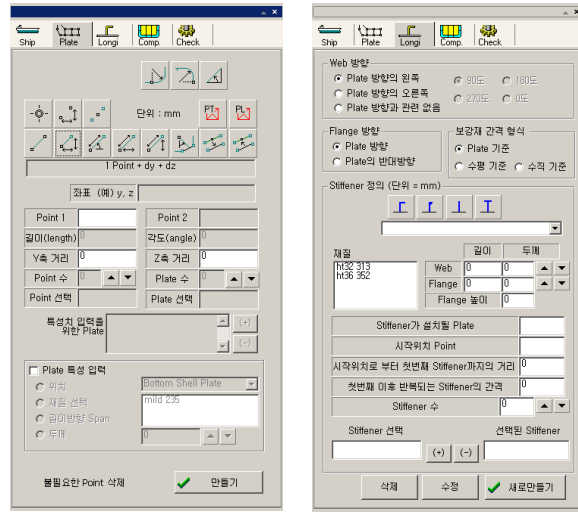 Ship Plate Longi Comp. Check
단위 : mm
PT
PL
1 Point + dy + dz
좌표 (예) y, z
Point 1
Point 2
길이(length) 0
각도(angle) 0
Y축 거리 0
Z축 거리 0
Point 수 0
Plate 수 0
Point 선택
Plate 선택
특성치 입력을
위한 Plate
(+)
(-)
Plate 특성 입력
위치
Bottom Shell Plate
재질 선택
mild 235
길이방향 Span
두께
0
불필요한 Point 삭제
만들기
Ship Plate Longi Comp. Check
Web 방향
Plate 방향의 왼쪽
Plate 방향의 오른쪽
Plate 방향과 관련 없음
90도 180도
270도 0도
Flange 방향
Plate 방향
Plate의 반대방향
보강재 간격 형식
Plate 기준
수평 기준 수직 기준
Stiffener 정의 (단위 = mm)
재질
ht32 313
ht36 352
길이 두께
Web 0 0
Flange 0 0
Flange 높이 0
Stiffener가 설치될 Plate
시작위치 Point
시작위치로 부터 첫번째 Stiffener까지의 거리 0
첫번째 이후 반복되는 Stiffener의 간격 0
Stiffener 수 0
Stiffener 선택
선택된 Stiffener
(+) (-)
삭제 수정 새로만들기